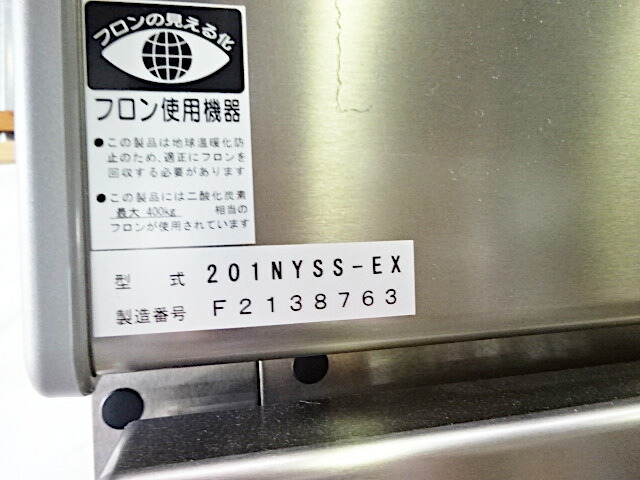 フロンの見える化
フロン使用機器
●この製品は地球温暖化防
止のため、適正にフロンを
回収する必要があります
●この製品には二酸化炭素
最大 400kg 相当の
フロンが使用されています
型式 201NYSS-EX
製造番号 F2138763